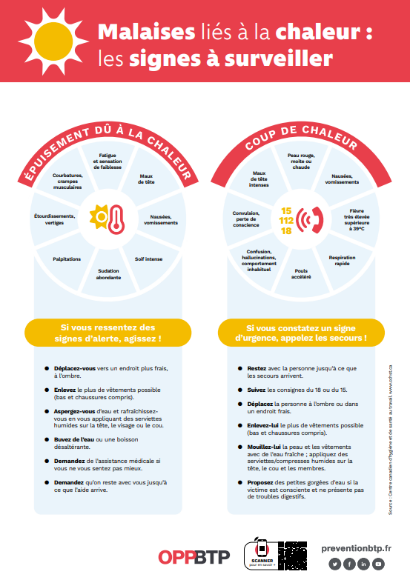 Malaises liés à la chaleur :
les signes à surveiller
ÉPUISEMENT DÛ À LA CHALEUR
Fatigue
et sensation
de faiblesse
Maux
de tête
Nausées,
vomissements
Soif intense
Sudation
abondante
Palpitations
Étourdissements,
vertiges
Courbatures,
crampes
musculaires
Si vous ressentez des
signes d'alerte, agissez !
Déplacez-vous vers un endroit plus frais,
à l'ombre.
Enlevez le plus de vêtements possible
(bas et chaussures compris).
Aspergez-vous d'eau et rafraîchissez-
vous en vous appliquant des serviettes
humides sur la tête, le visage ou le cou.
Buvez de l'eau ou une boisson
désaltérante.
Demandez de l'assistance médicale si
vous ne vous sentez pas mieux.
Demandez qu'on reste avec vous jusqu'à
ce que l'aide arrive.
COUP DE CHALEUR
Peau rouge,
moite ou
chaude
Nausées,
vomissements
Fièvre
très élevée
supérieure
à 39°C
Respiration
rapide
Pouls
accéléré
Confusion,
hallucinations,
comportement
inhabituel
Convulsion,
perte de
conscience
Maux
de tête
intenses
15
112
18
Si vous constatez un signe
d'urgence, appelez les secours !
Restez avec la personne jusqu'à ce que
les secours arrivent.
Suivez les consignes du 18 ou du 15.
Déplacez la personne à l'ombre ou dans
un endroit frais.
Enlevez-lui le plus de vêtements possible
(bas et chaussures compris).
Mouillez-lui la peau et les vêtements
avec de l'eau fraîche ; appliquez des
serviettes/compresses humides sur la
tête, le cou et les membres.
Proposez des petites gorgées d'eau si la
victime est consciente et ne présente pas
de troubles digestifs.
Source : Centre canadien d'hygiène et de sécurité au travail, www.cchst.ca
OPPBTP
SCANNER
preventionbtp.fr